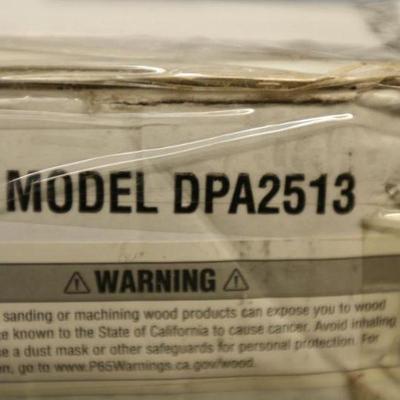 MODEL DPA2513
⚠ WARNING ⚠
sanding or machining wood products can expose you to wood
known to the State of California to cause cancer. Avoid inhaling
a dust mask or other safeguards for personal protection. For
go to www.P65Warnings.ca.gov/wood.